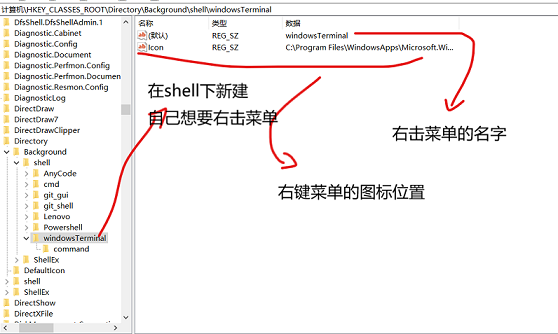 计算机\HKEY_CLASSES_ROOT\Directory\Background\shell\windowsTerminal
DfsShell.DfsShellAdmin.1
Diagnostic.Cabinet
Diagnostic.Config
Diagnostic.Document
Diagnostic.Perfmon.Config
Diagnostic.Perfmon.Documen
Diagnostic.Resmon.Config
DiagnosticLog
DirectDraw
DirectDraw7
DirectDrawClipper
Directory
Background
shell
AnyCode
cmd
git_gui
git_shell
Lenovo
Powershell
windowsTerminal
command
ShellEx
DefaultIcon
shell
ShellEx
DirectShow
DirectXFile
名称 类型 数据
(默认) REG_SZ windowsTerminal
Icon REG_SZ C:\Program Files\WindowsApps\Microsoft.Wi...
在shell下新建
自己想要右击菜单
右击菜单的名字
右键菜单的图标位置